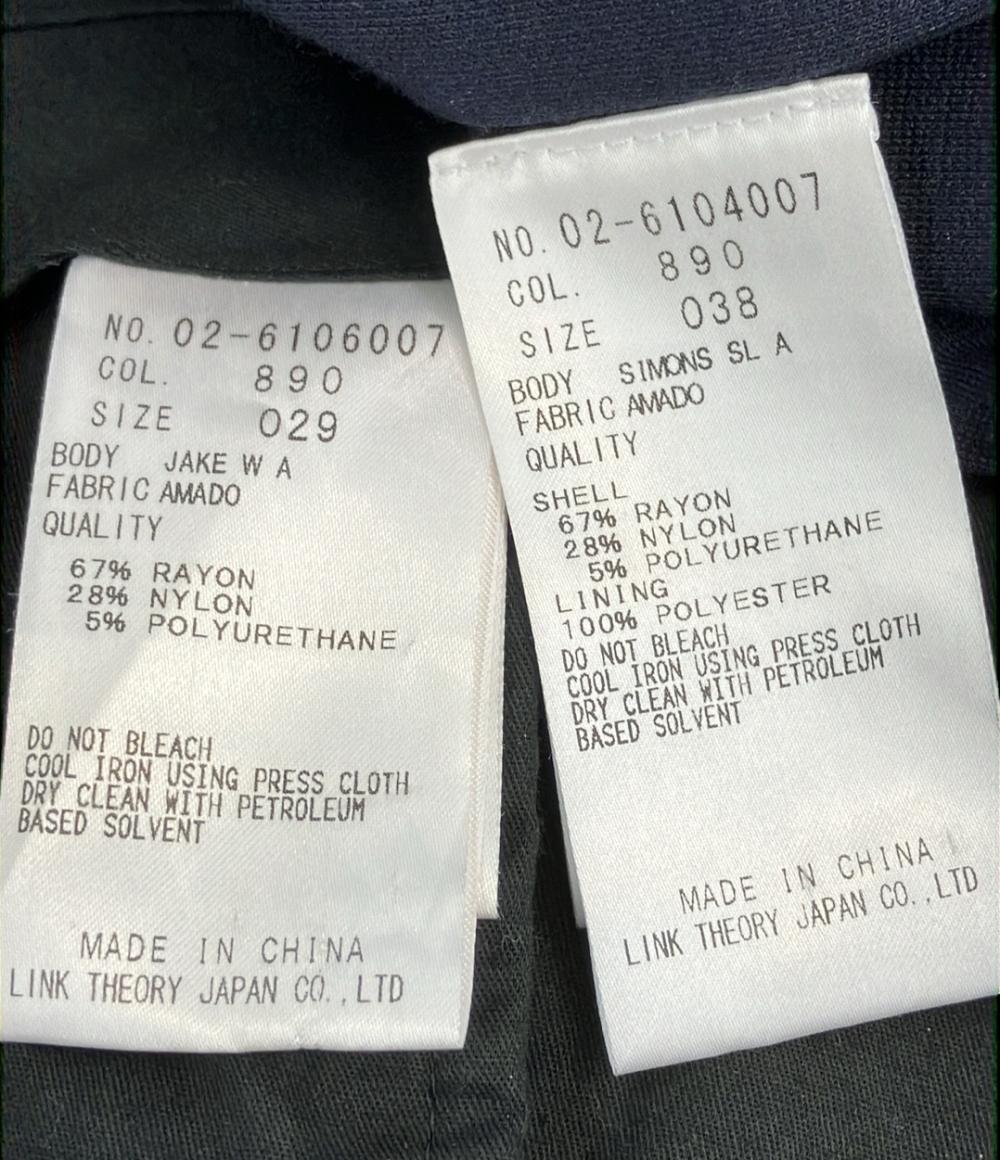 NO. 02-6106007
COL. 890
SIZE 029
BODY JAKE W A
FABRIC AMADO
QUALITY
67% RAYON
28% NYLON
5% POLYURETHANE
DO NOT BLEACH
COOL IRON USING PRESS CLOTH
DRY CLEAN WITH PETROLEUM
BASED SOLVENT
MADE IN CHINA
LINK THEORY JAPAN CO.,LTD
NO. 02-6104007
COL. 890
SIZE 038
BODY SIMONS SL A
FABRIC AMADO
QUALITY
SHELL
67% RAYON
28% NYLON
5% POLYURETHANE
LINING
100% POLYESTER
DO NOT BLEACH
COOL IRON USING PRESS CLOTH
DRY CLEAN WITH PETROLEUM
BASED SOLVENT
MADE IN CHINA
LINK THEORY JAPAN CO.,LTD